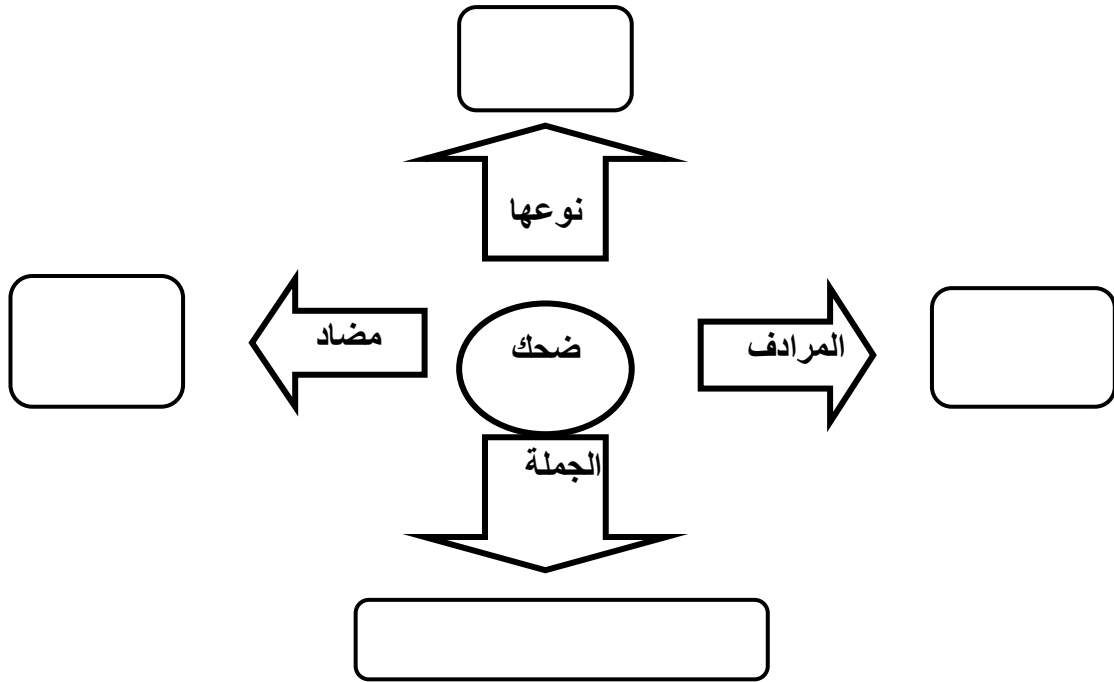 نوعها
المرادف
ضحك
مضاد
الجملة